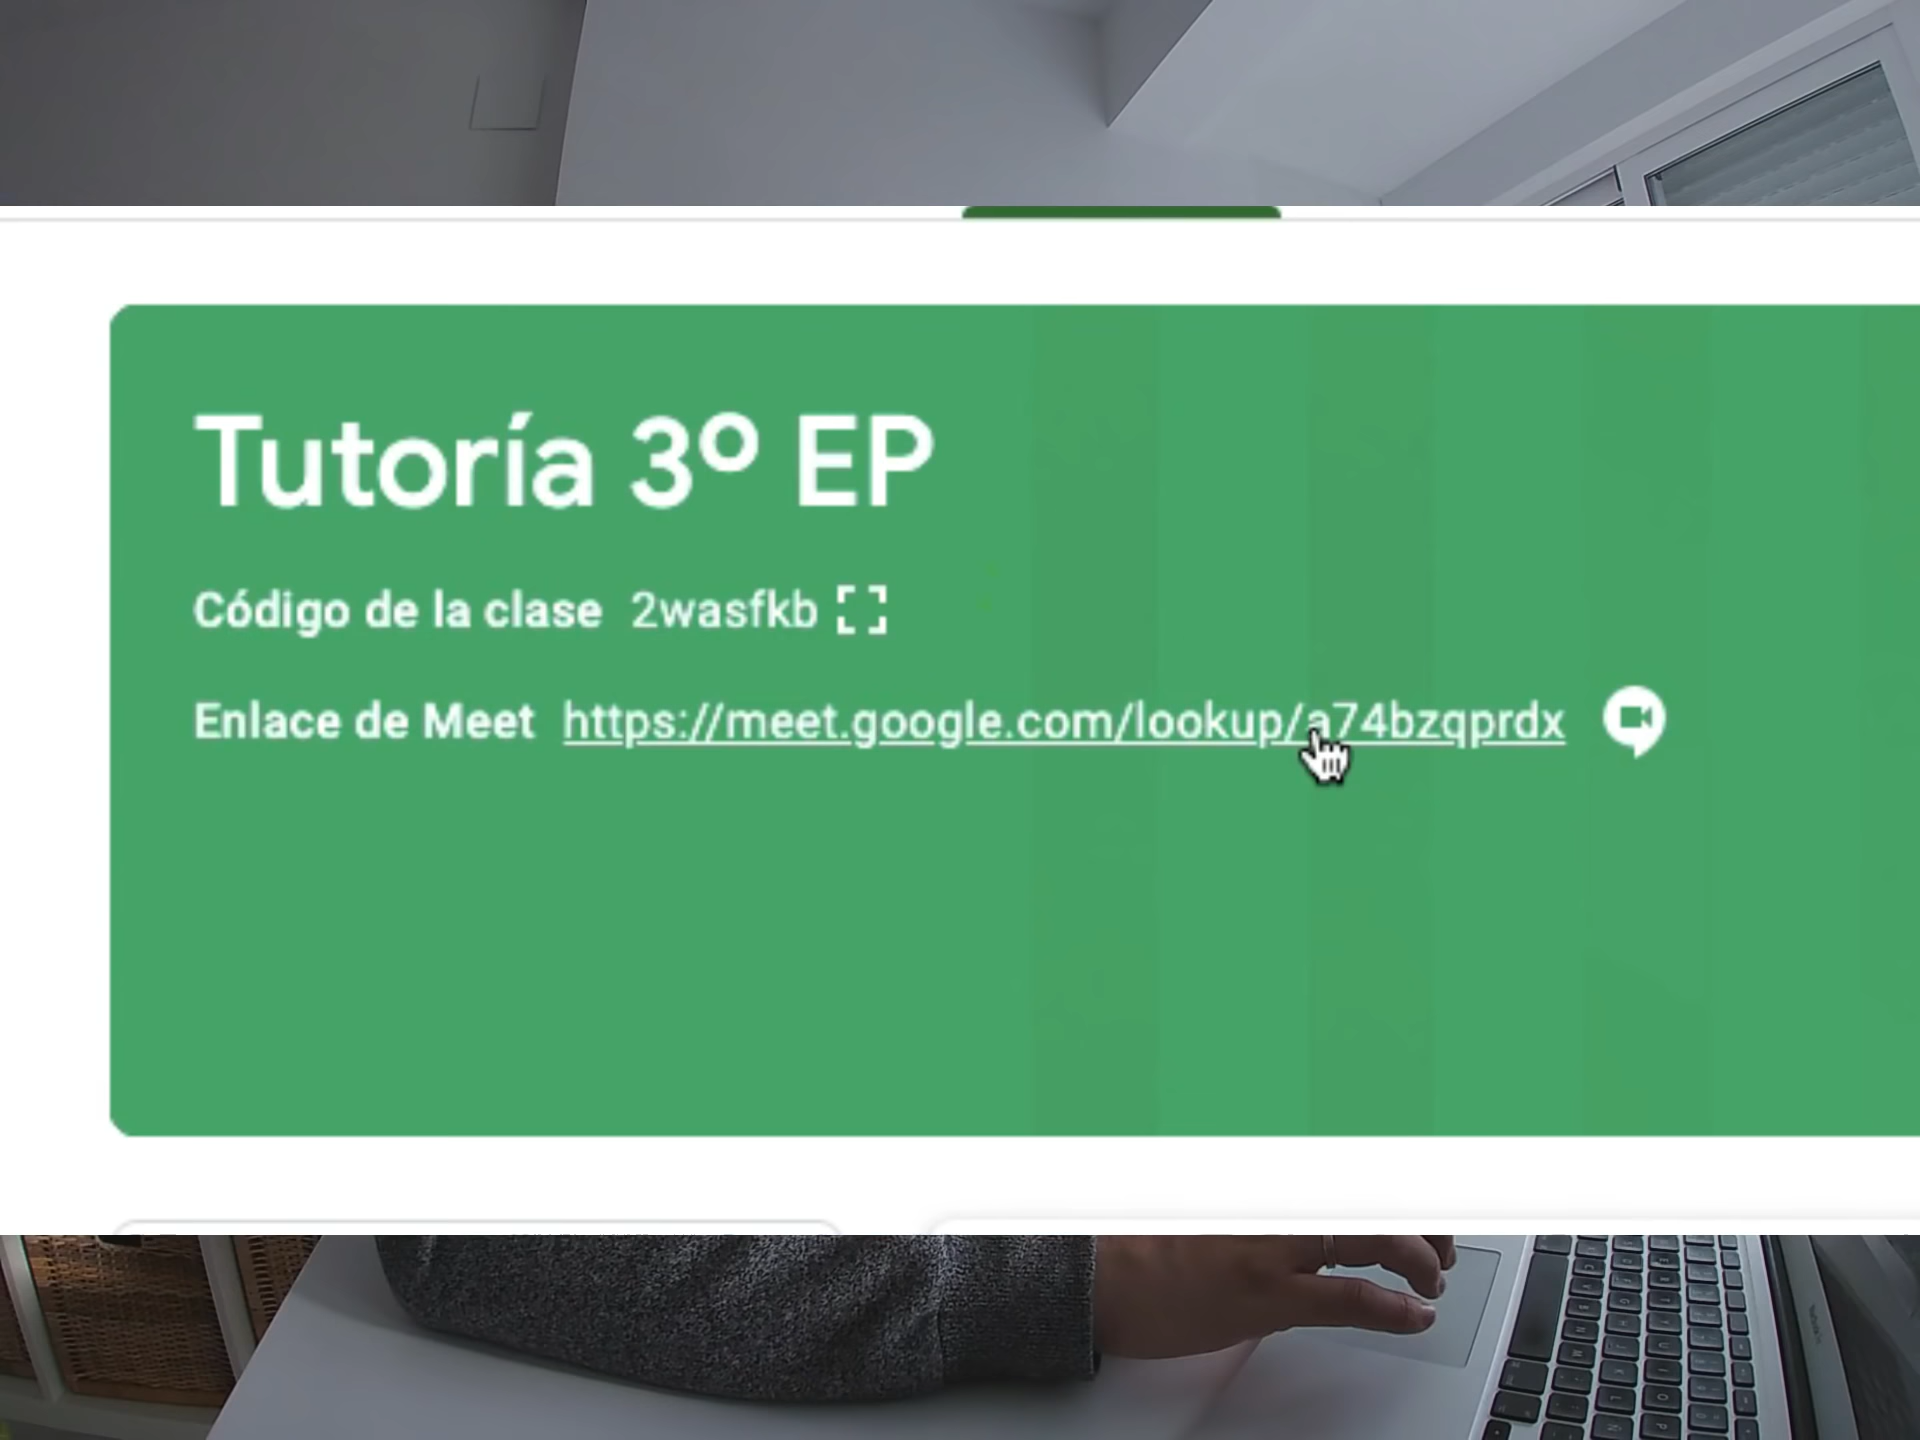 Tutoría 3º EP
Código de la clase 2wasfkb
Enlace de Meet https://meet.google.com/lookup/a74bzqprdx